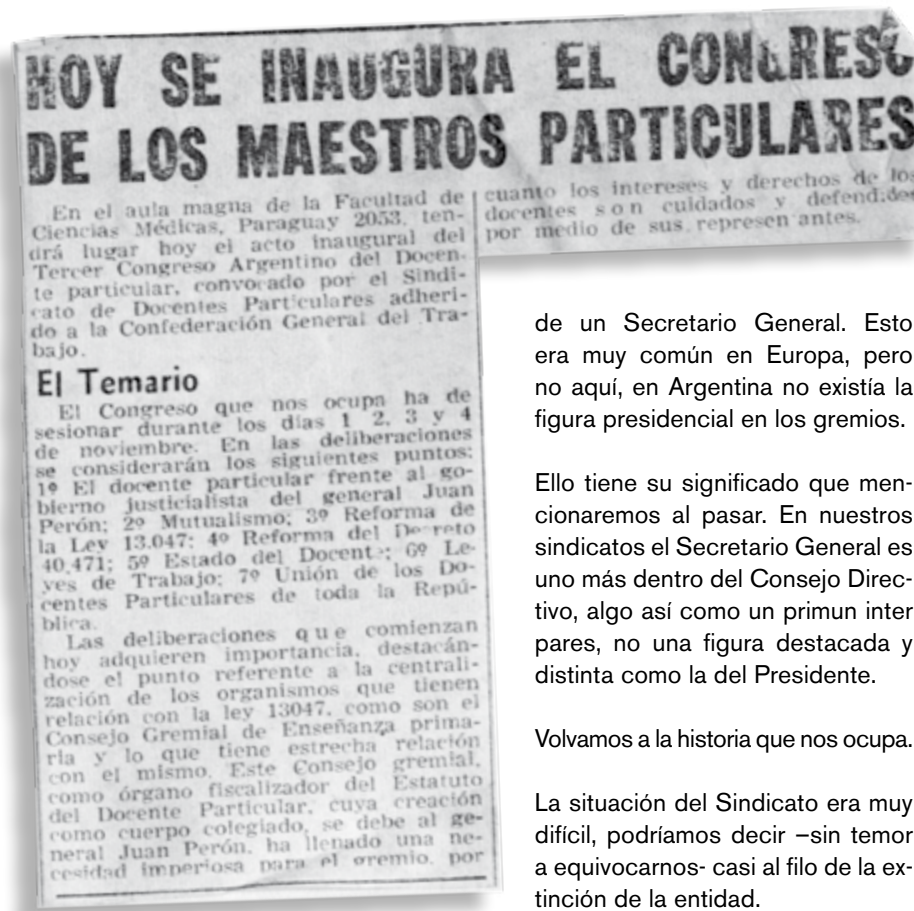 HOY SE INAUGURA EL CONGRESO
DE LOS MAESTROS PARTICULARES
En el aula magna de la Facultad de
Ciencias Médicas, Paraguay 2053, ten-
drá lugar hoy el acto inaugural del
Tercer Congreso Argentino del Docen-
te particular, convocado por el Sindi-
cato de Docentes Particulares adheri-
do a la Confederación General del Tra-
bajo.
El Temario
El Congreso que nos ocupa ha de
sesionar durante los días 1 2, 3 y 4
de noviembre. En las deliberaciones
se considerarán los siguientes puntos:
1º El docente particular frente al go-
bierno justicialista del general Juan
Perón; 2º Mutualismo; 3º Reforma de
la Ley 13.047; 4º Reforma del Decreto
40.471; 5º Estado del Docente; 6º Le-
yes de Trabajo; 7º Unión de los Do-
centes Particulares de toda la Repú-
blica.
Las deliberaciones que comienzan
hoy adquieren importancia, destacán-
dose el punto referente a la centrali-
zación de los organismos que tienen
relación con la ley 13047, como son el
Consejo Gremial de Enseñanza prima-
ria y lo que tiene estrecha relación
con el mismo. Este Consejo gremial,
como órgano fiscalizador del Estatuto
del Docente Particular, cuya creación
como cuerpo colegiado, se debe al ge-
neral Juan Perón, ha llenado una ne-
cesidad imperiosa para el gremio, por
cuanto los intereses y derechos de los
docentes son cuidados y defendidos
por medio de sus represen antes.
de un Secretario General. Esto
era muy común en Europa, pero
no aquí, en Argentina no existía la
figura presidencial en los gremios.
Ello tiene su significado que men-
cionaremos al pasar. En nuestros
sindicatos el Secretario General es
uno más dentro del Consejo Direc-
tivo, algo así como un primun inter
pares, no una figura destacada y
distinta como la del Presidente.
Volvamos a la historia que nos ocupa.
La situación del Sindicato era muy
difícil, podríamos decir –sin temor
a equivocarnos- casi al filo de la ex-
tinción de la entidad.